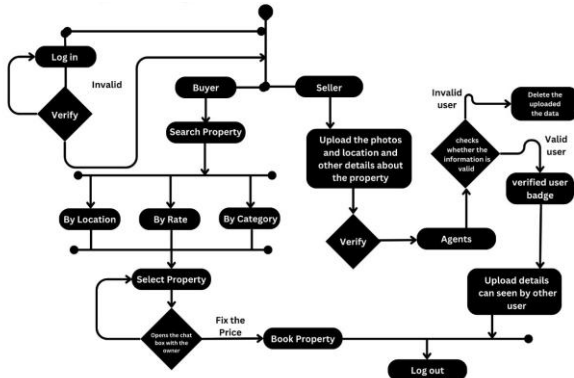 Log in
Invalid
Verify
Buyer
Seller
Search Property
Upload the photos
and location and
other details about
the property
By Location
By Rate
By Category
Verify
Agents
Invalid
user
Delete the
uploaded the
data
checks
whether the
information is
valid
Valid
user
verified user
badge
Upload details
can seen by other
user
Select Property
Opens the chat
box with the
owner
Fix the
Price
Book Property
Log out